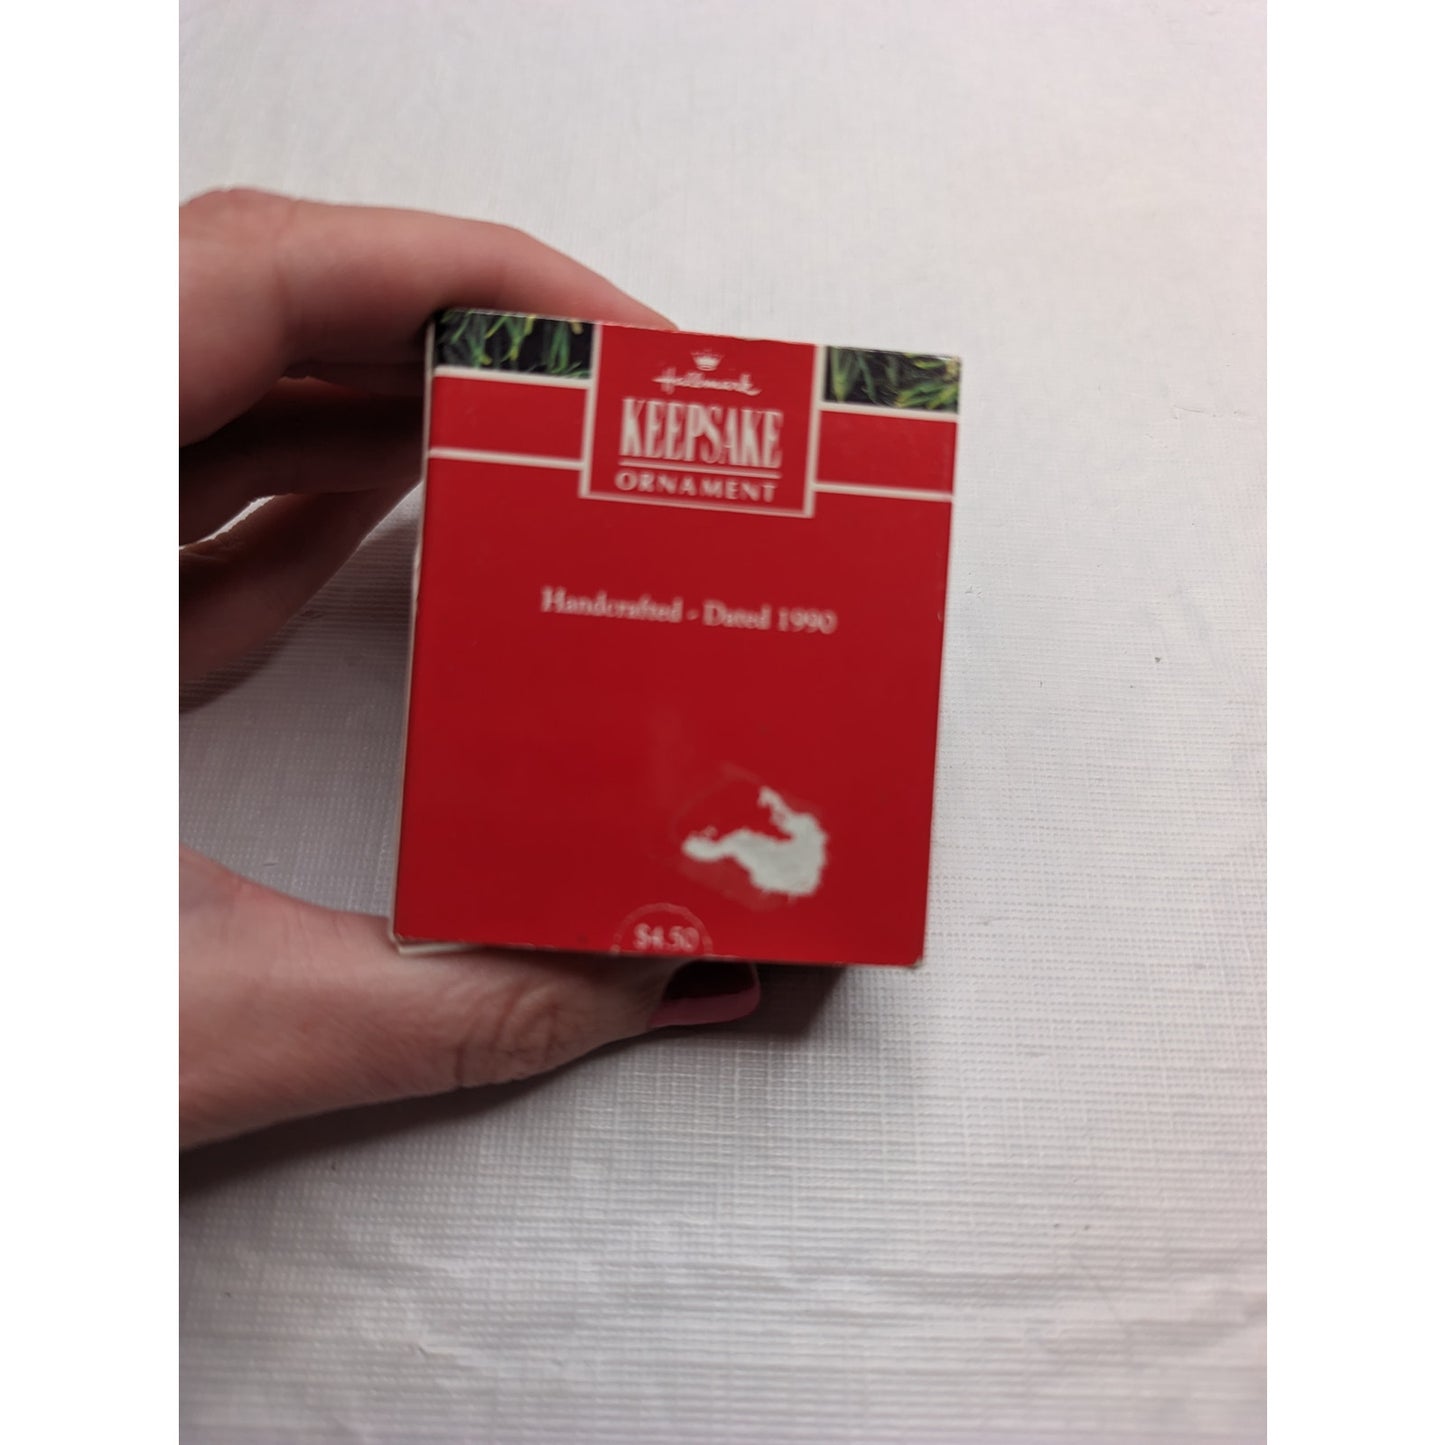 Hallmark
KEEPSAKE
ORNAMENT
Handcrafted - Dated 1990
$4.50